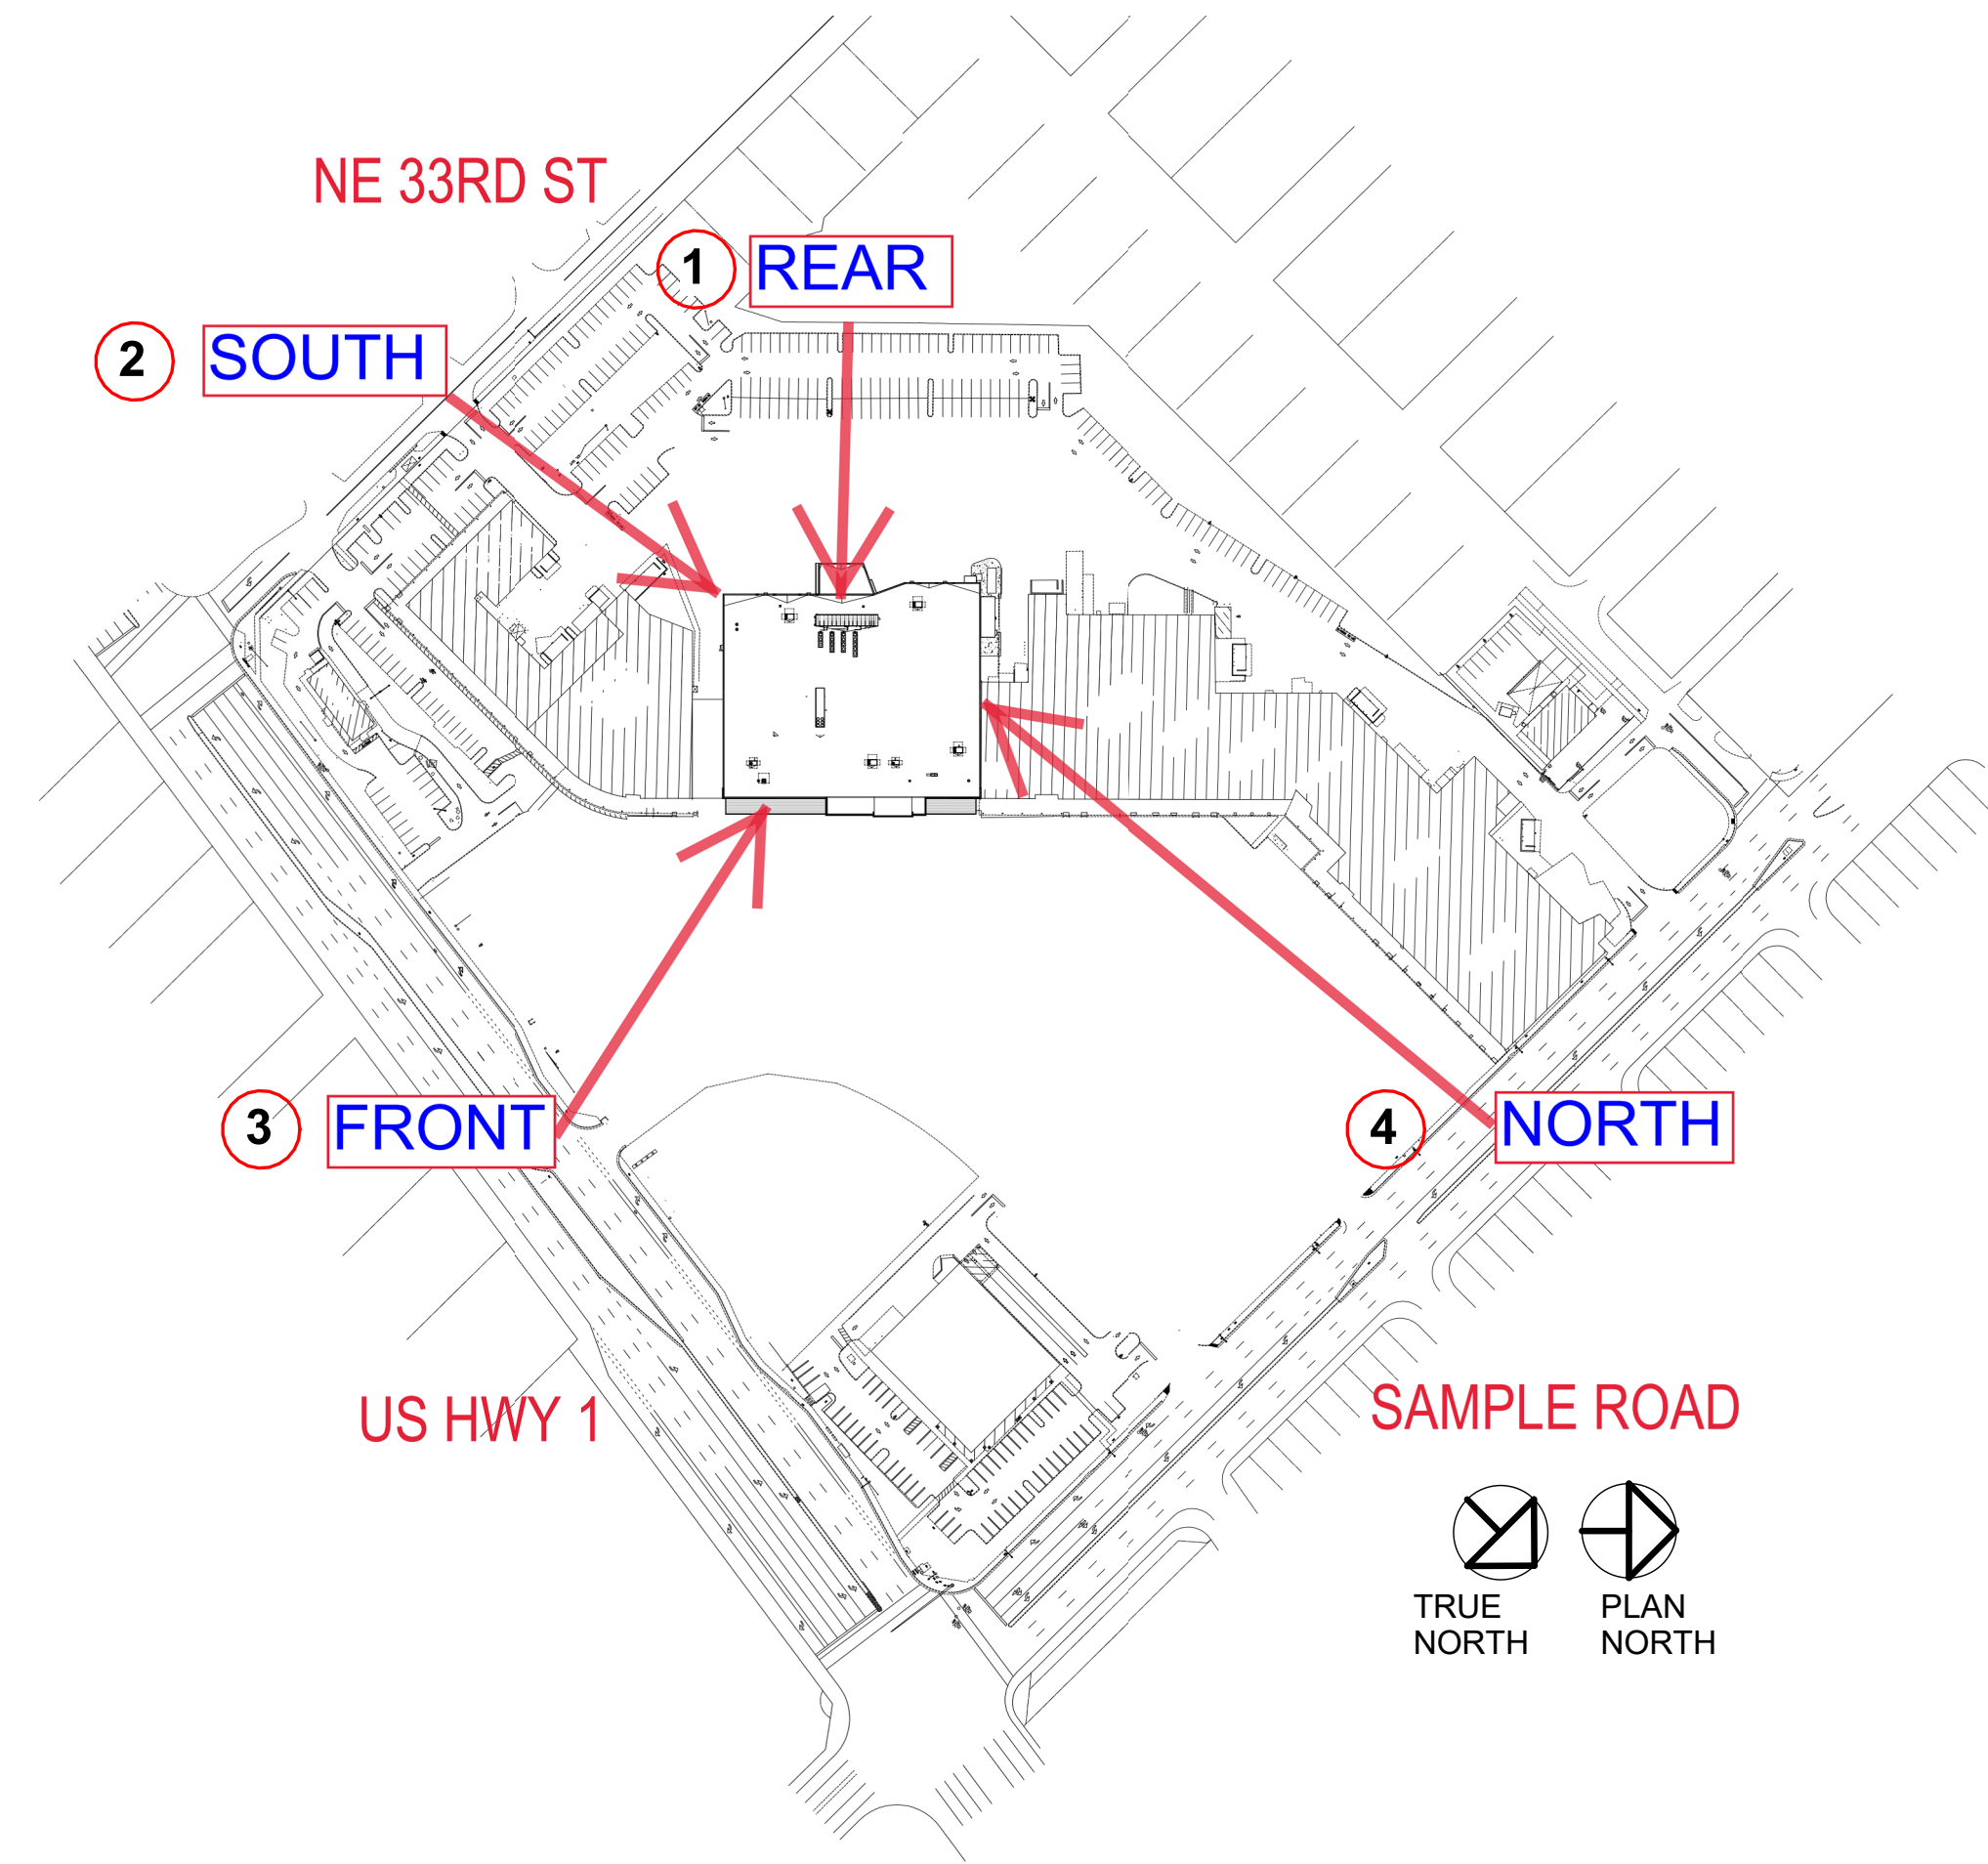 NE 33RD ST
1 REAR
2 SOUTH
3 FRONT
4 NORTH
US HWY 1
SAMPLE ROAD
TRUE
NORTH
PLAN
NORTH